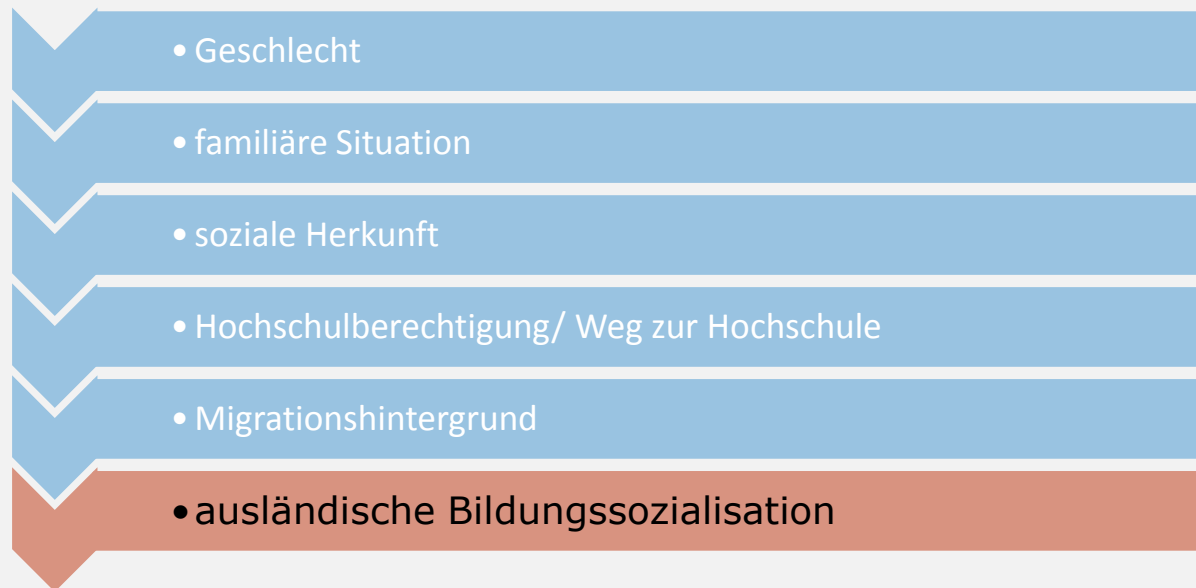 • Geschlecht
• familiäre Situation
• soziale Herkunft
• Hochschulberechtigung/ Weg zur Hochschule
• Migrationshintergrund
• ausländische Bildungssozialisation